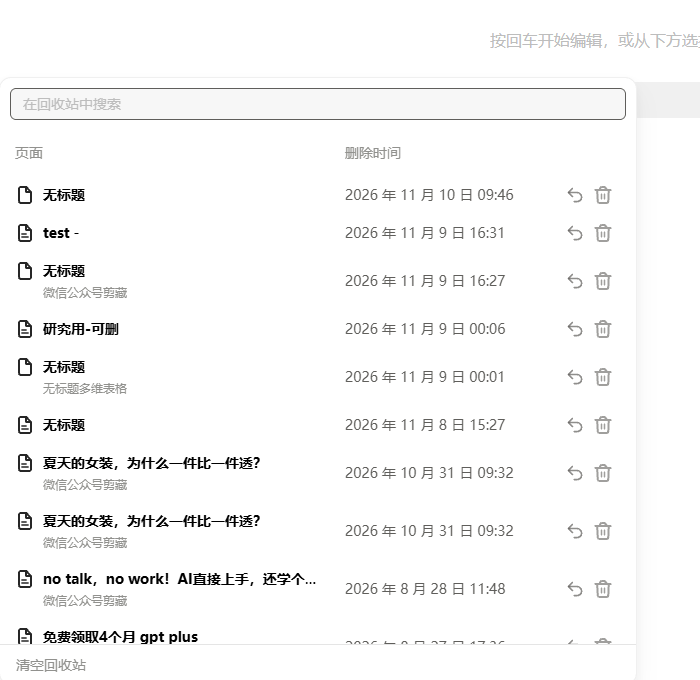 按回车开始编辑，或从下方选
在回收站中搜索
页面 删除时间
无标题 2026 年 11 月 10 日 09:46
test - 2026 年 11 月 9 日 16:31
无标题 2026 年 11 月 9 日 16:27
微信公众号剪藏
研究用-可删 2026 年 11 月 9 日 00:06
无标题 2026 年 11 月 9 日 00:01
无标题多维表格
无标题 2026 年 11 月 8 日 15:27
夏天的女装，为什么一件比一件透？ 2026 年 10 月 31 日 09:32
微信公众号剪藏
夏天的女装，为什么一件比一件透？ 2026 年 10 月 31 日 09:32
微信公众号剪藏
no talk，no work！AI直接上手，还学个... 2026 年 8 月 28 日 11:48
微信公众号剪藏
免费领取4个月 gpt plus
清空回收站